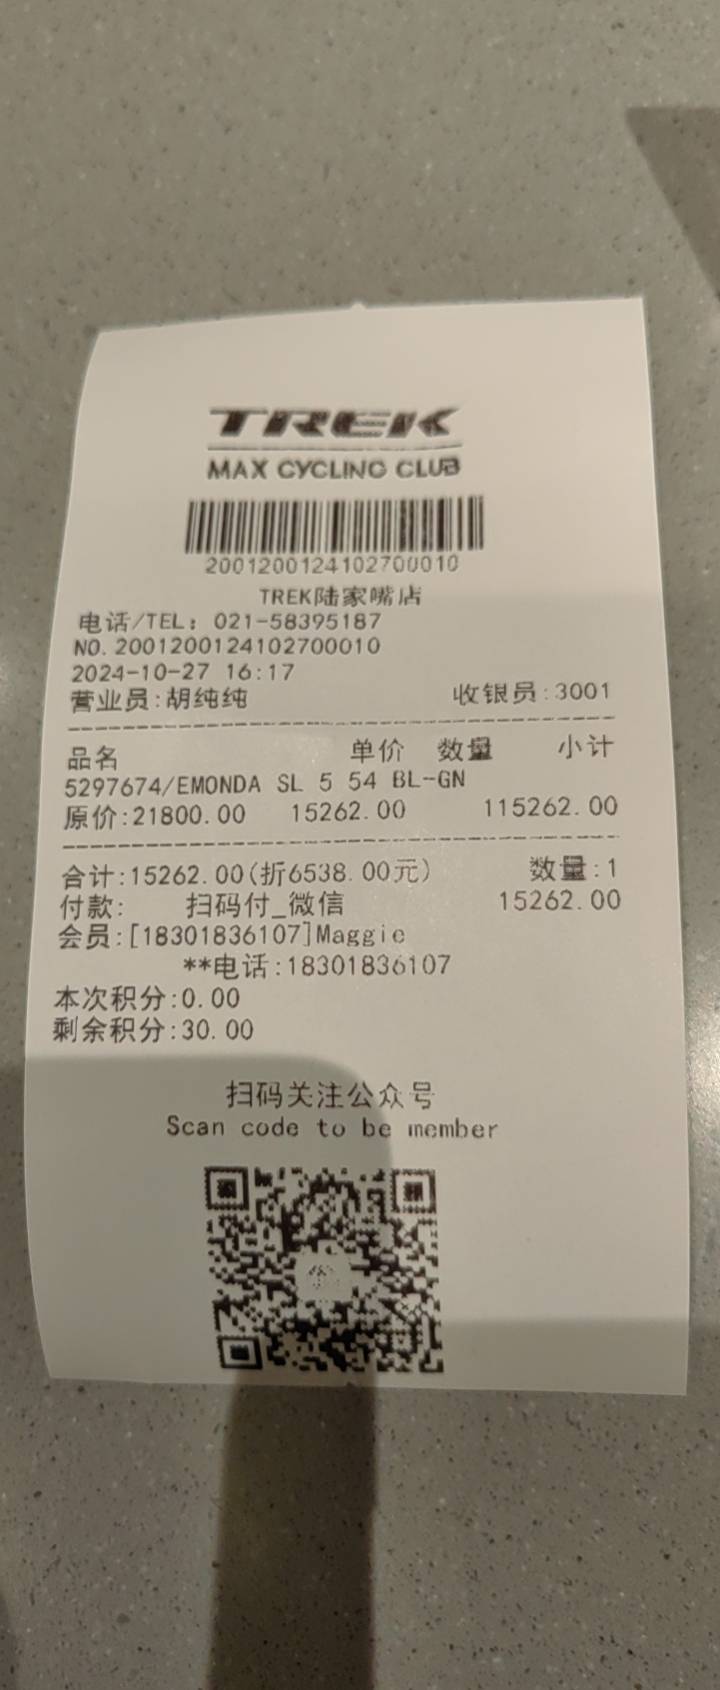 TREK
MAX CYCLING CLUB
2001200124102700010
TREK陆家嘴店
电话/TEL: 021-58395187
NO.2001200124102700010
2024-10-27 16:17
营业员:胡纯纯 收银员:3001
品名 单价 数量 小计
5297674/EMONDA SL 5 54 BL-GN
原价:21800.00 15262.00 115262.00
合计:15262.00(折6538.00元) 数量:1
付款: 扫码付_微信 15262.00
会员:[18301836107]Maggie
**电话:18301836107
本次积分:0.00
剩余积分:30.00
扫码关注公众号
Scan code to be member